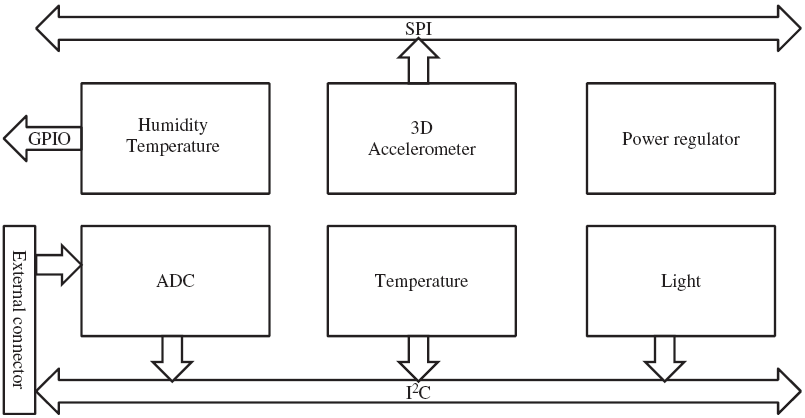 SPI
GPIO
Humidity
Temperature
3D
Accelerometer
Power regulator
External connector
ADC
Temperature
Light
I²C